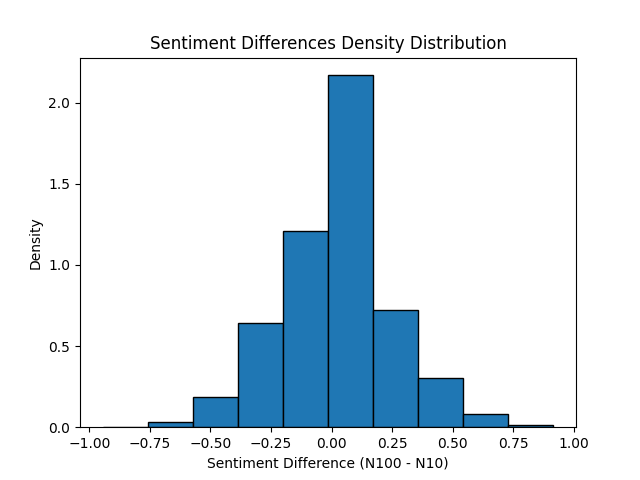 Sentiment Differences Density Distribution
Density
2.0
1.5
1.0
0.5
0.0
−1.00 −0.75 −0.50 −0.25 0.00 0.25 0.50 0.75 1.00
Sentiment Difference (N100 - N10)